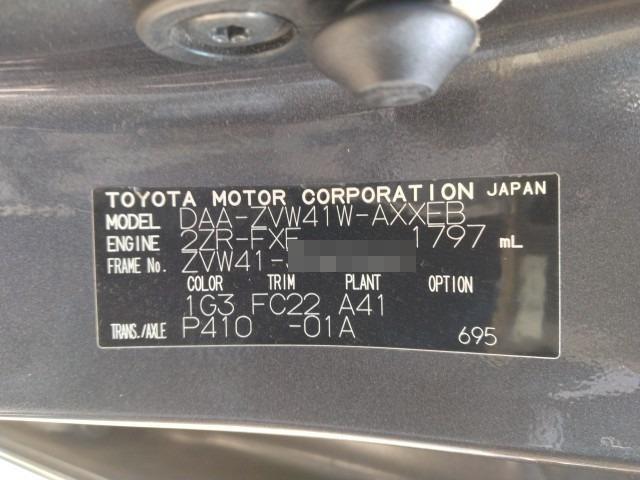 TOYOTA MOTOR CORPORATION JAPAN
MODEL DAA-ZVW41W-AXXEB
ENGINE 2ZR-FXE 1797 mL
FRAME No. ZVW41-
COLOR TRIM PLANT OPTION
1G3 FC22 A41
TRANS./AXLE P410 -01A 695